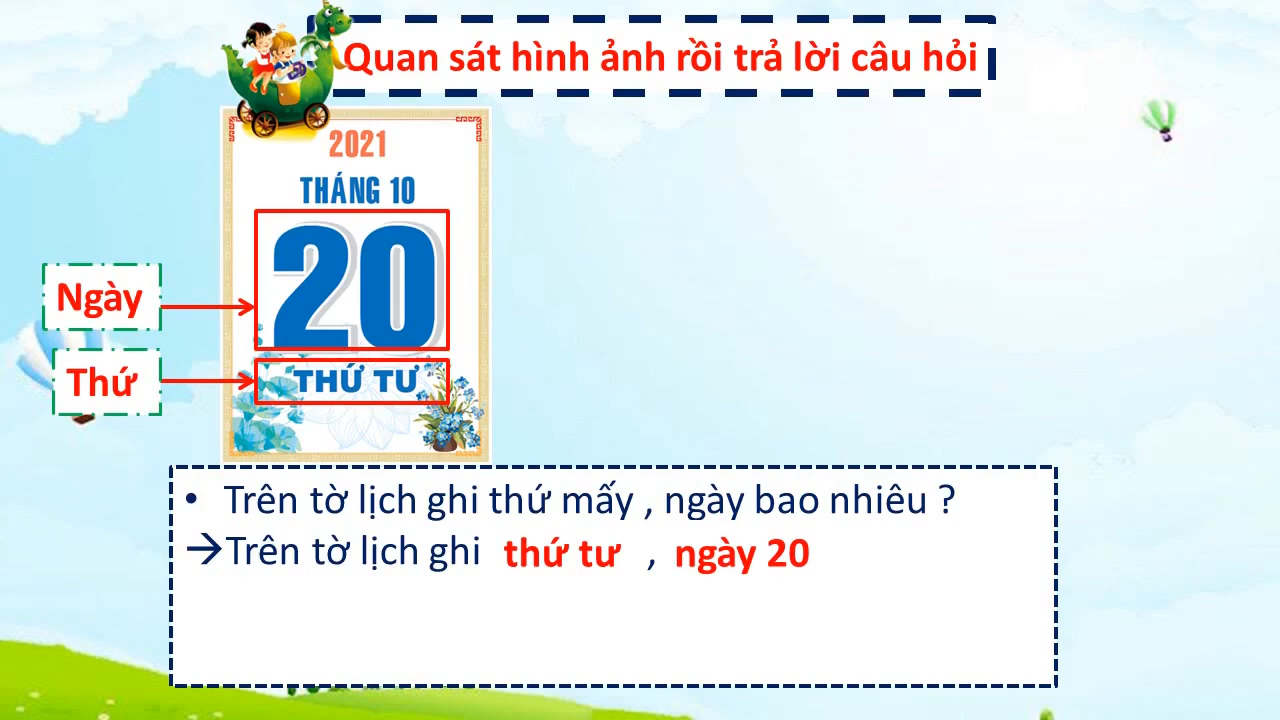 Quan sát hình ảnh rồi trả lời câu hỏi
2021
THÁNG 10
20
Ngày
Thứ
THỨ TƯ
• Trên tờ lịch ghi thứ mấy , ngày bao nhiêu ?
→Trên tờ lịch ghi thứ tư , ngày 20